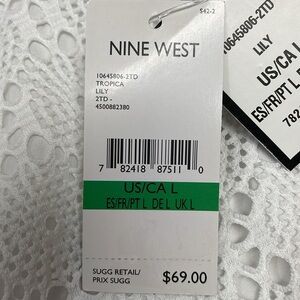 542-2
NINE WEST
10645806-2TD
TROPICA
LILY
2TD -
4500882380
7 82418 87511 0
US/CA L
ES/FR/PT L DE L UK L
SUGG RETAIL/
PRIX SUGG
$69.00
10645806-2TD
LILY
US/CA
ES/FR/PT L
782